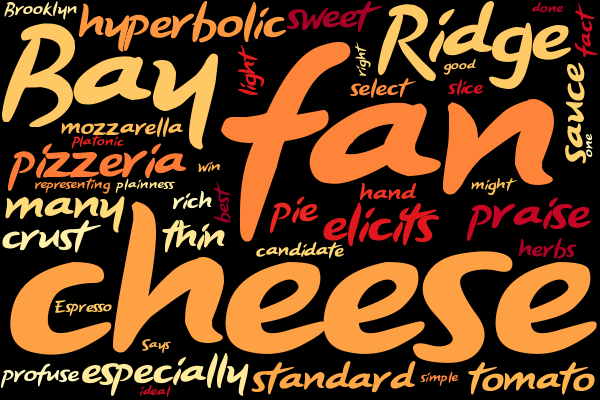 Brooklyn
hyperbolic
sweet
Ridge
done
fact
Bay
light
fan
right
good
select
slice
sauce
one
mozzarella
Platonic
pizzeria
win
representing
plainness
many
rich
best
pie
hand
elicits
might
praise
crust
thin
candidate
herbs
cheese
Espresso
Says
profuse
especially
ideal
standard
simple
tomato